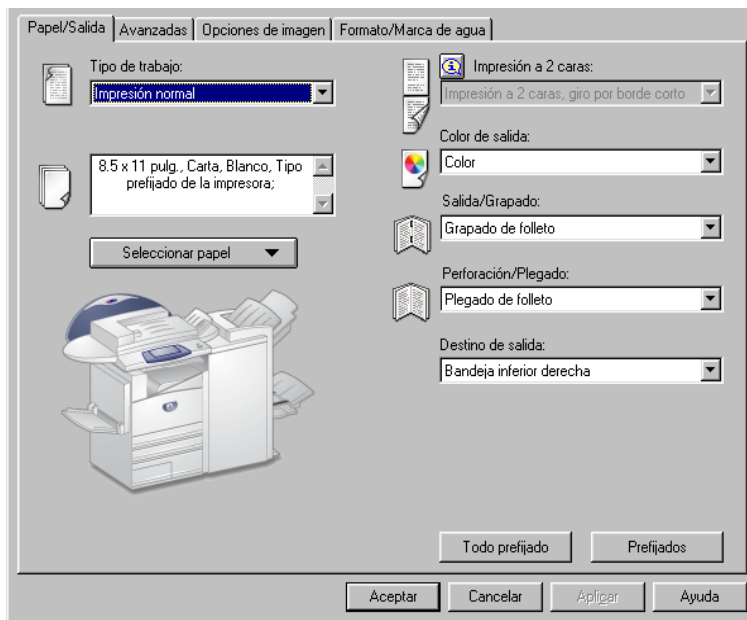 Papel/Salida
Avanzadas
Opciones de imagen
Formato/Marca de agua
Tipo de trabajo:
Impresión normal
8.5 x 11 pulg., Carta, Blanco, Tipo
prefijado de la impresora;
Seleccionar papel
Impresión a 2 caras:
Impresión a 2 caras, giro por borde corto
Color de salida:
Color
Salida/Grapado:
Grapado de folleto
Perforación/Plegado:
Plegado de folleto
Destino de salida:
Bandeja inferior derecha
Todo prefijado
Prefijados
Aceptar
Cancelar
Aplicar
Ayuda